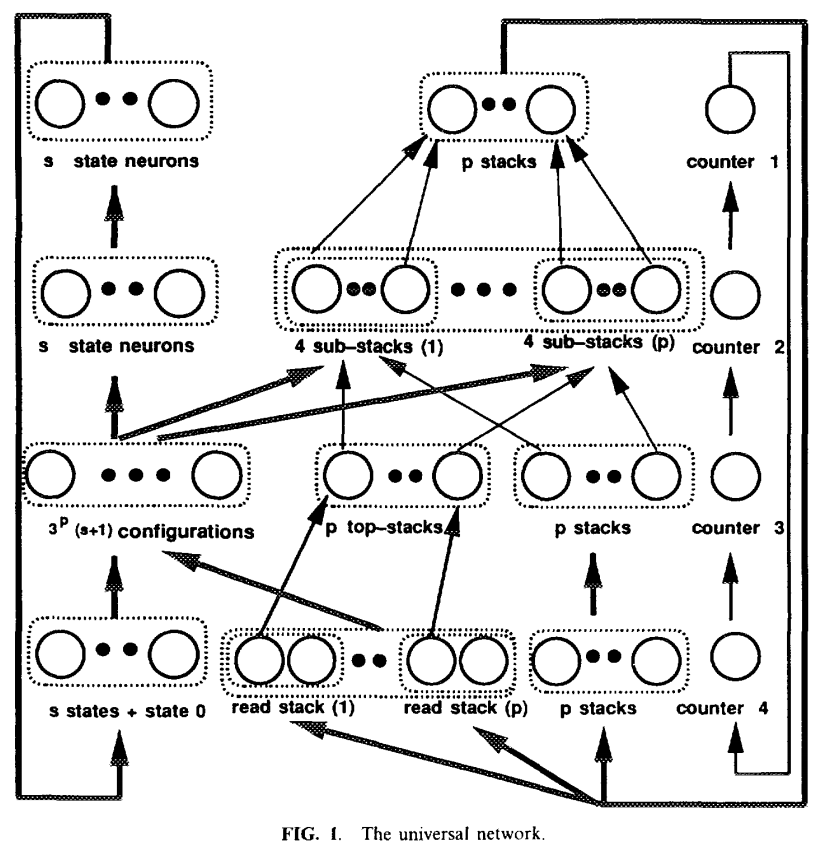 s state neurons
p stacks
counter 1
s state neurons
4 sub-stacks (1)
4 sub-stacks (p)
counter 2
3^p (s+1) configurations
p top-stacks
p stacks
counter 3
s states + state 0
read stack (1)
read stack (p)
p stacks
counter 4
FIG. 1. The universal network.